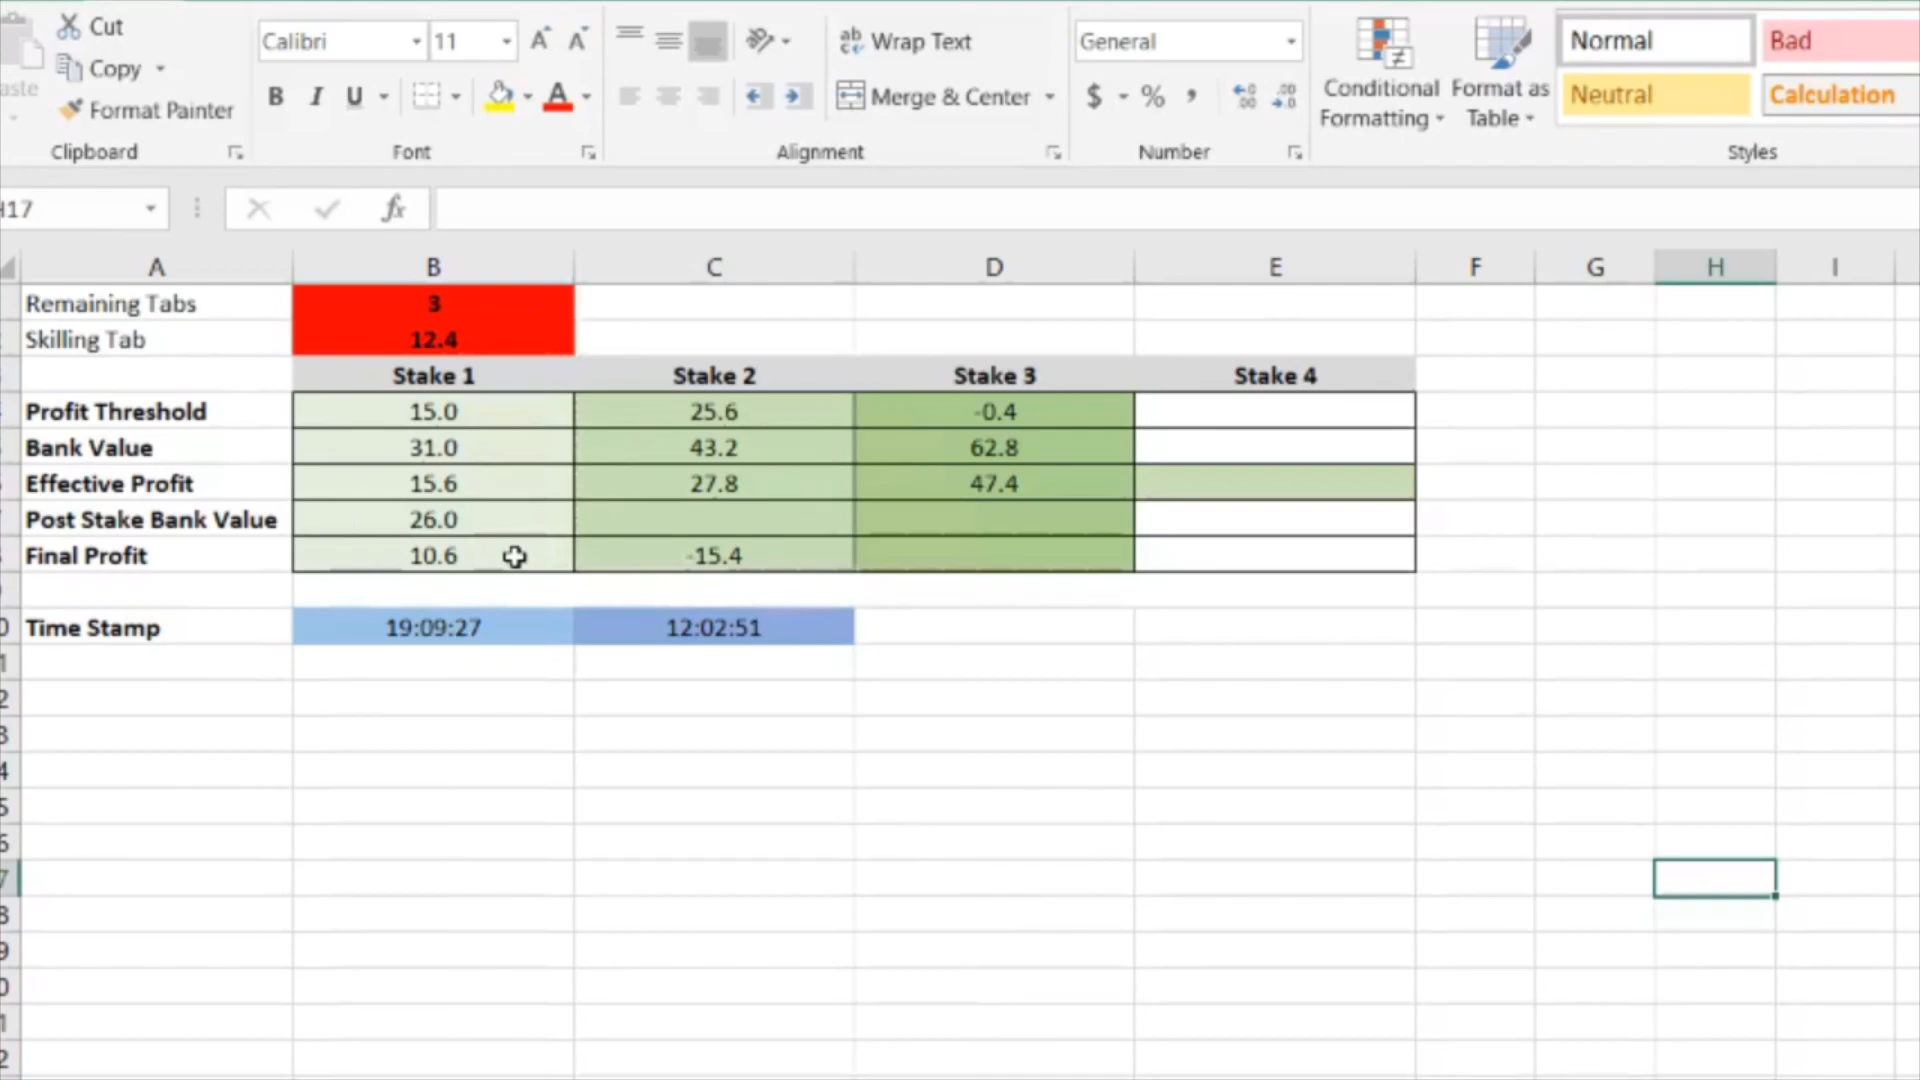 Cut
Copy
Format Painter
Clipboard
Calibri 11
B I U
Font
Wrap Text
Merge & Center
Alignment
General
$ % ,
Number
Conditional Formatting
Format as Table
Normal Bad
Neutral Calculation
Styles
H17
fx
A B C D E F G H I
Remaining Tabs 3
Skilling Tab 12.4
Stake 1 Stake 2 Stake 3 Stake 4
Profit Threshold 15.0 25.6 -0.4
Bank Value 31.0 43.2 62.8
Effective Profit 15.6 27.8 47.4
Post Stake Bank Value 26.0
Final Profit 10.6 -15.4
Time Stamp 19:09:27 12:02:51